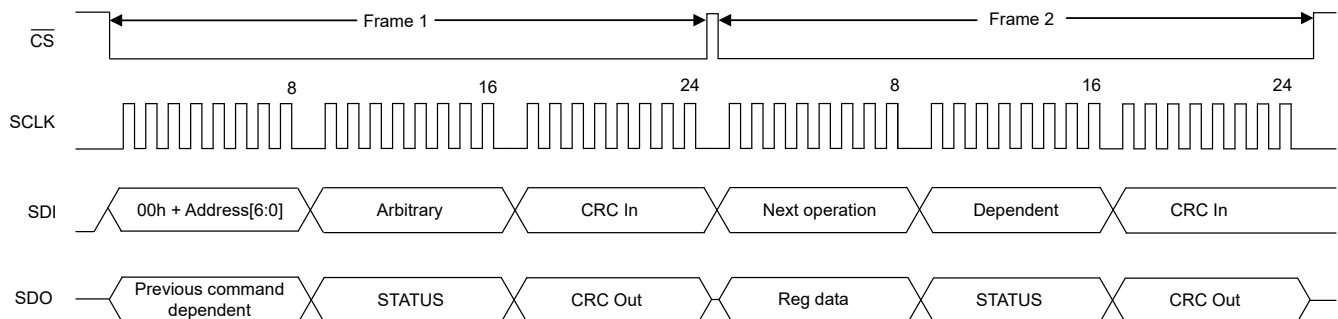 Frame 1
Frame 2
CS
8
16
24
8
16
24
SCLK
SDI
00h + Address[6:0]
Arbitrary
CRC In
Next operation
Dependent
CRC In
SDO
Previous command
dependent
STATUS
CRC Out
Reg data
STATUS
CRC Out